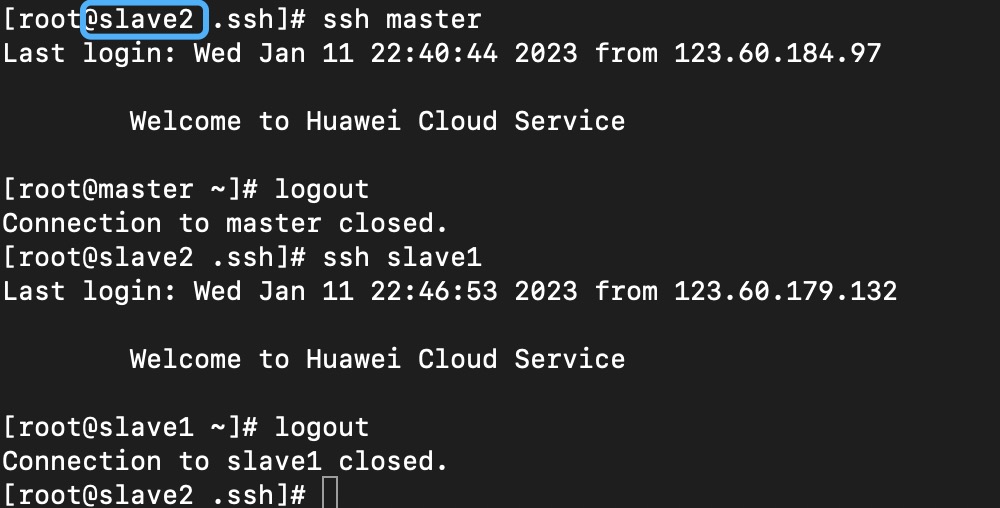 [root@slave2 .ssh]# ssh master
Last login: Wed Jan 11 22:40:44 2023 from 123.60.184.97
Welcome to Huawei Cloud Service
[root@master ~]# logout
Connection to master closed.
[root@slave2 .ssh]# ssh slave1
Last login: Wed Jan 11 22:46:53 2023 from 123.60.179.132
Welcome to Huawei Cloud Service
[root@slave1 ~]# logout
Connection to slave1 closed.
[root@slave2 .ssh]#